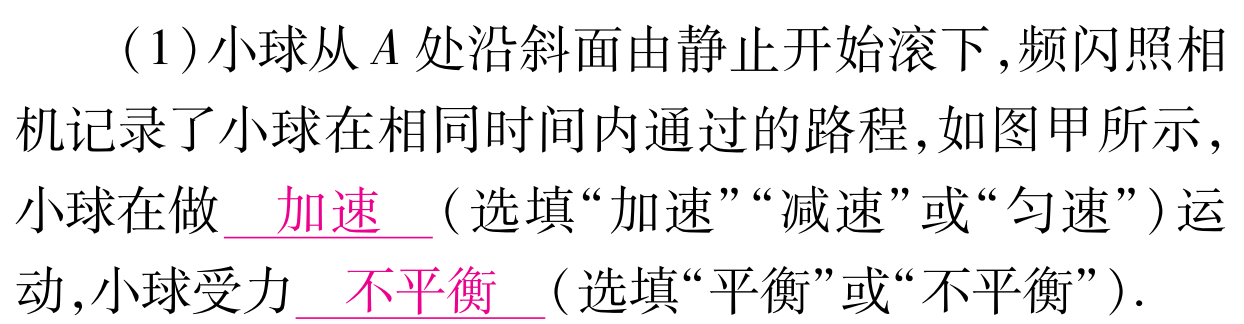 (1)小球从A处沿斜面由静止开始滚下,频闪照相
机记录了小球在相同时间内通过的路程,如图甲所示,
小球在做 加速 (选填“加速”“减速”或“匀速”)运
动,小球受力 不平衡 (选填“平衡”或“不平衡”).